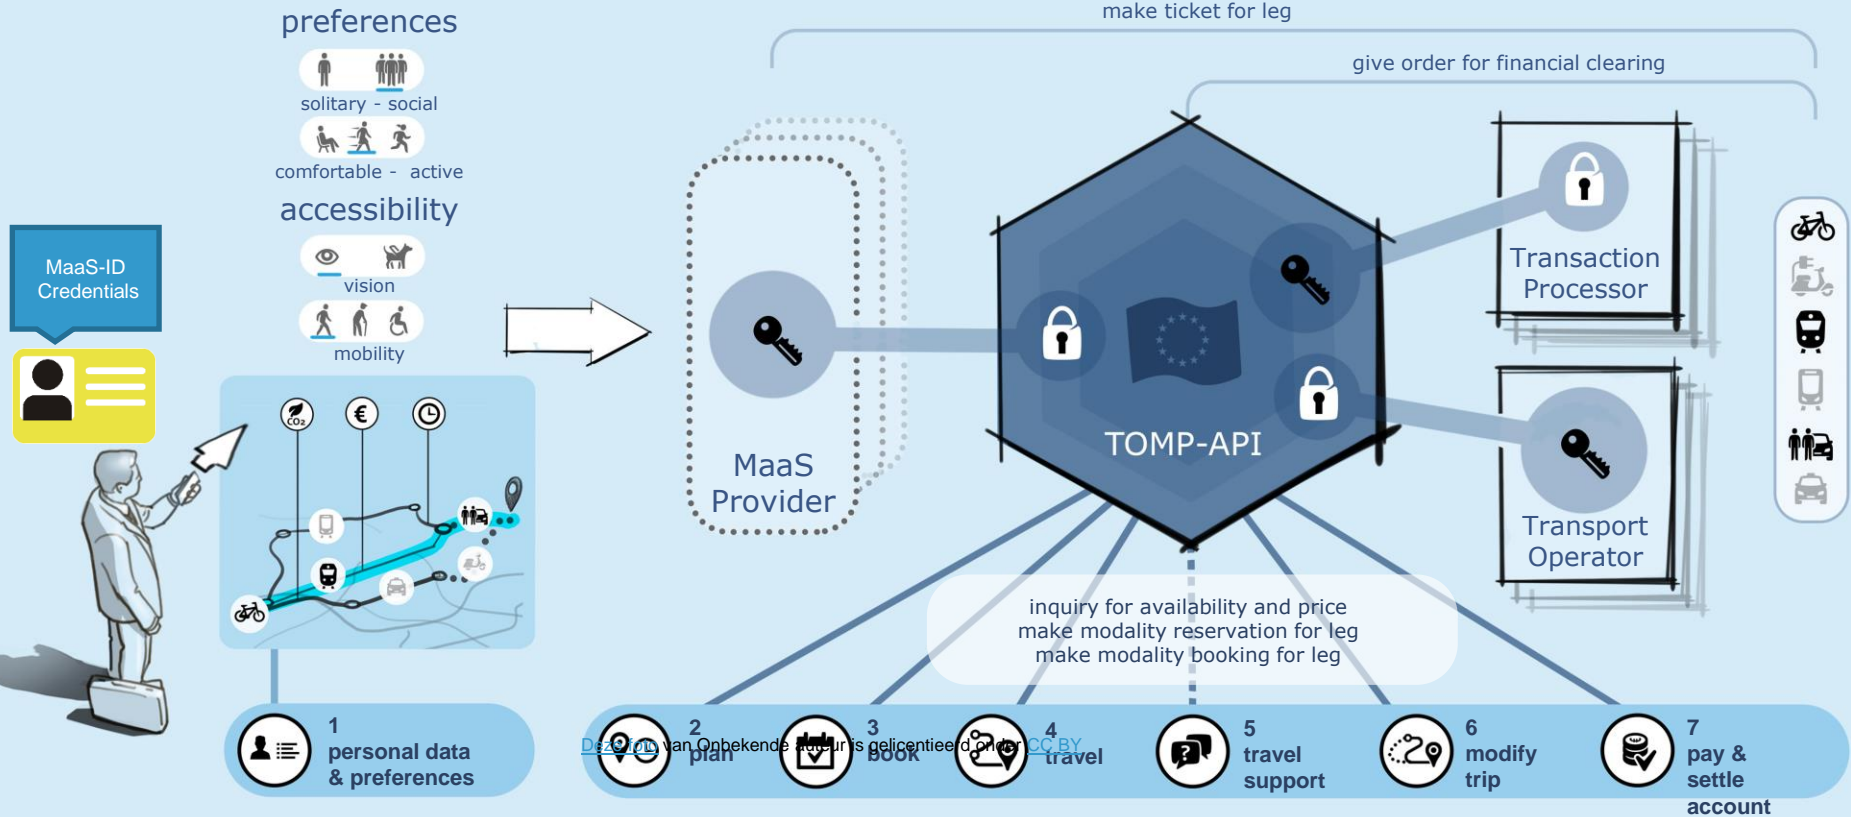 make ticket for leg
give order for financial clearing
preferences
solitary - social
comfortable - active
accessibility
vision
mobility
MaaS-ID
Credentials
CO₂
€
MaaS
Provider
TOMP-API
Transaction
Processor
Transport
Operator
inquiry for availability and price
make modality reservation for leg
make modality booking for leg
1
personal data
& preferences
2
plan
3
book
4
travel
5
travel
support
6
modify
trip
7
pay &
settle
account
Deze foto van Onbekende auteur is gelicentieerd onder CC BY